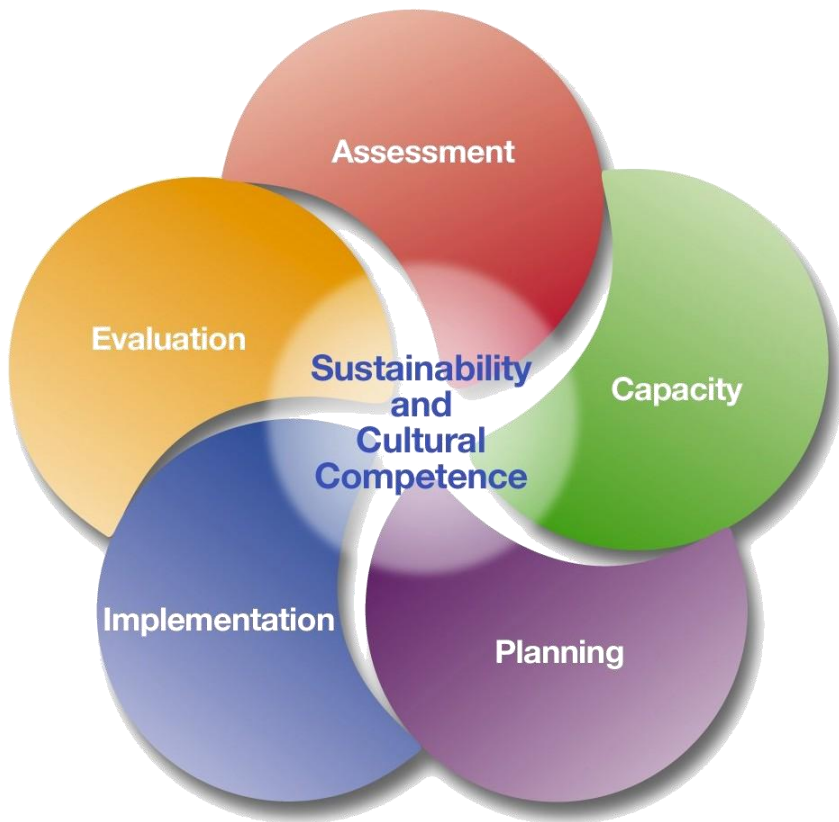 Assessment
Capacity
Planning
Implementation
Evaluation
Sustainability
and
Cultural
Competence